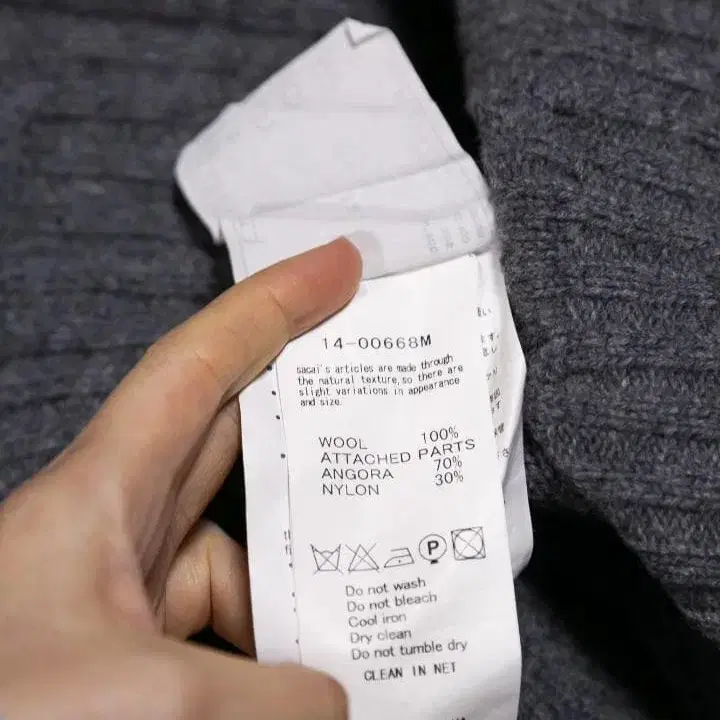 14-00668M
sacai's articles are made through
the natural texture, so there are
slight variations in appearance
and size.
WOOL 100%
ATTACHED PARTS
ANGORA 70%
NYLON 30%
P
Do not wash
Do not bleach
Cool iron
Dry clean
Do not tumble dry
CLEAN IN NET